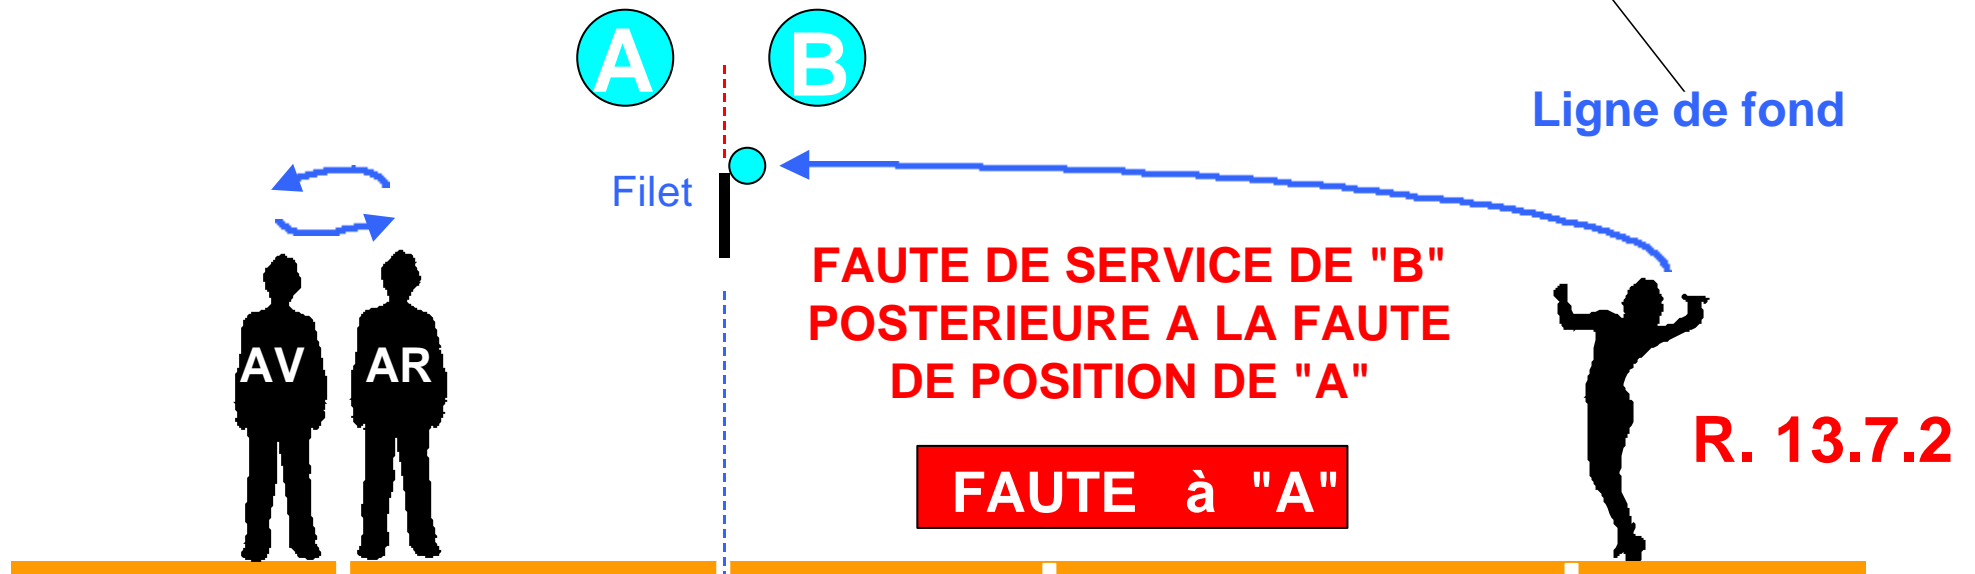 A B
Ligne de fond
Filet
FAUTE DE SERVICE DE "B"
POSTERIEURE A LA FAUTE
DE POSITION DE "A"
AV AR
R. 13.7.2
FAUTE à "A"